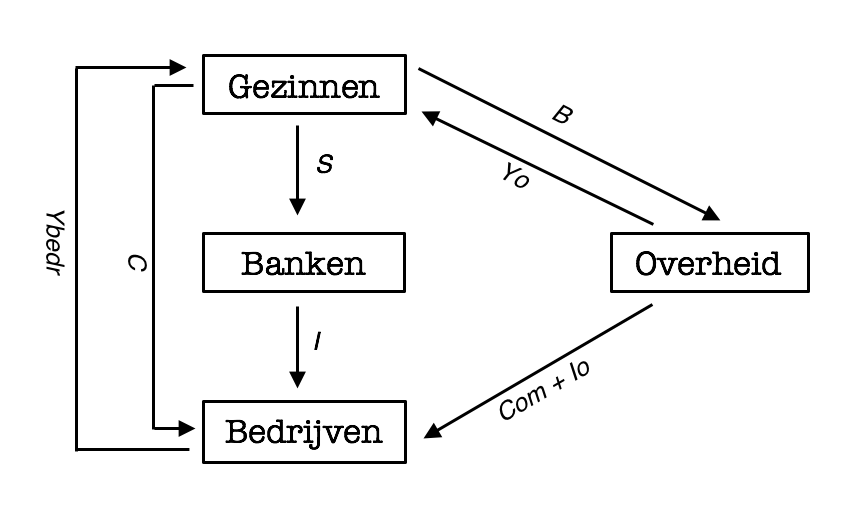 Gezinnen
B
S
Yo
Ybedr
C
Banken
Overheid
I
Com + Io
Bedrijven